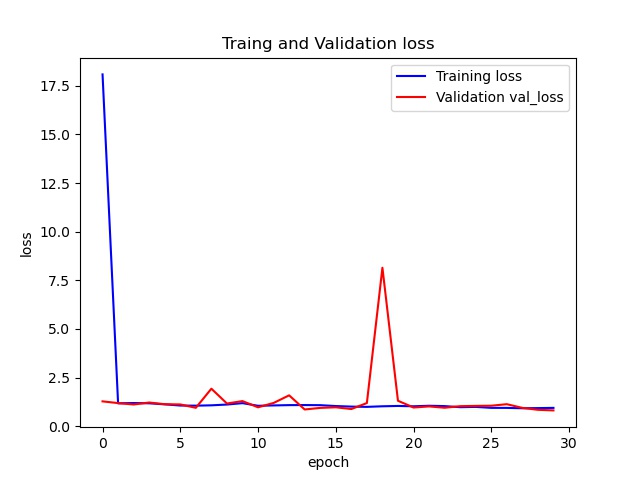 Traing and Validation loss
Training loss
Validation val_loss
17.5
15.0
12.5
10.0
7.5
5.0
2.5
0.0
loss
0 5 10 15 20 25 30
epoch